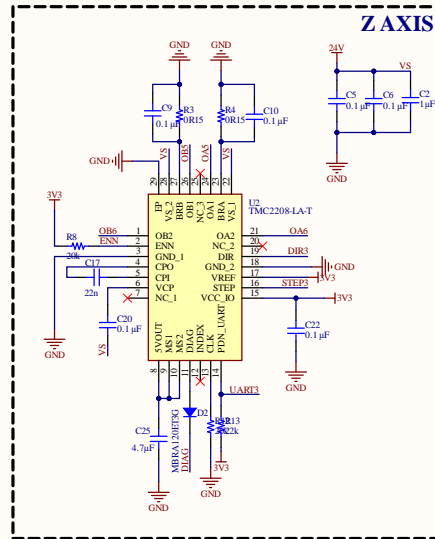 Z AXIS
GND
GND
24V
VS
C9
0.1 µF
R3
0R15
R4
0R15
C10
0.1 µF
C5
0.1 µF
C6
0.1 µF
C2
1µF
GND
VS
OB5
OA5
VS
GND
29
28
27
26
25
24
23
22
EP
VS_2
BRB
OB1
NC_3
OA1
BRA
VS_1
U2
TMC2208-LA-T
3V3
R8
20k
OB6
ENN
1
2
3
4
5
6
7
OB2
ENN
GND_1
CPO
CPI
VCP
NC_1
OA2
NC_2
DIR
GND_2
VREF
STEP
VCC_IO
21
20
19
18
17
16
15
OA6
DIR3
GND
3V3
STEP3
3V3
C17
22n
C20
0.1 µF
VS
GND
C22
0.1 µF
GND
5VOUT
MS1
MS2
DIAG
INDEX
CLK
PDN_UART
8
9
10
11
12
13
14
UART3
C25
4.7µF
MBRA120ET3G
D2
DIAG
R13
22k
3V3
GND
GND